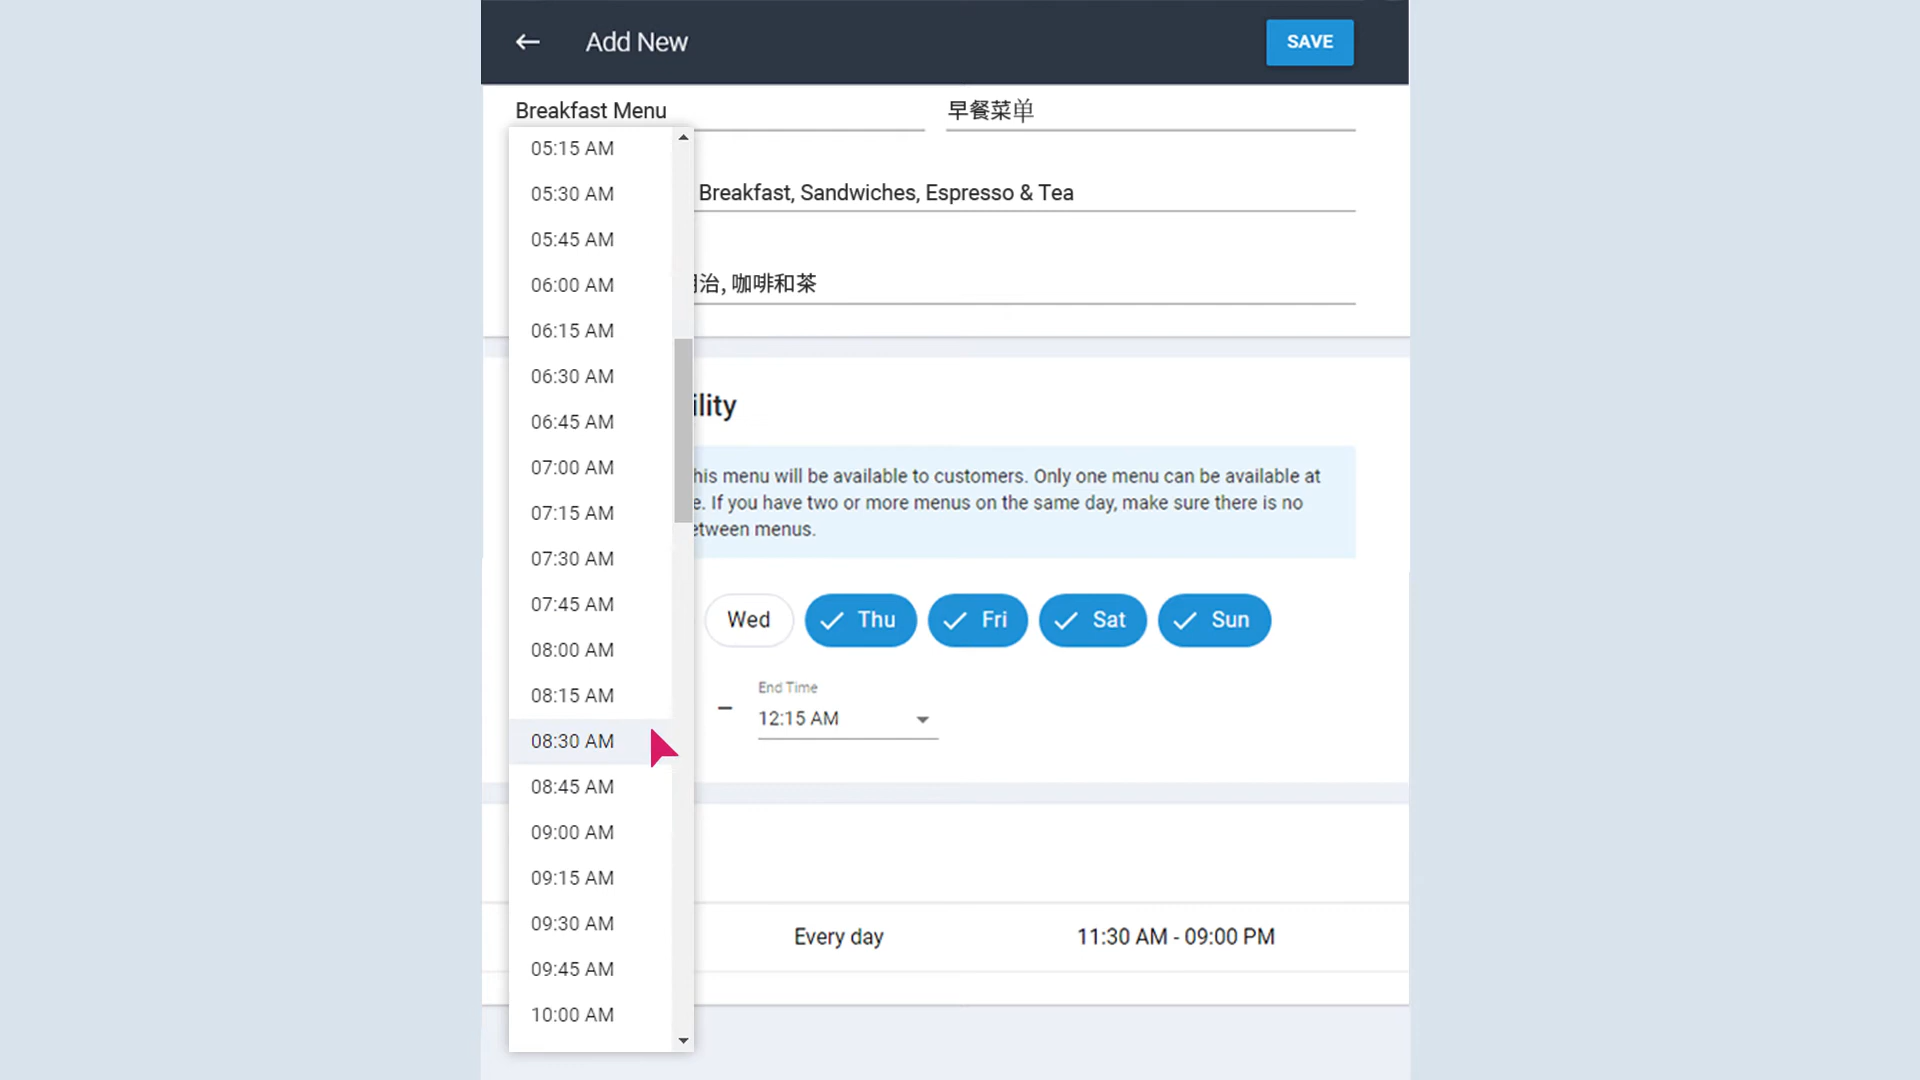 Add New
SAVE
Breakfast Menu
早餐菜单
Breakfast, Sandwiches, Espresso & Tea
治, 咖啡和茶
ility
his menu will be available to customers. Only one menu can be available at
e. If you have two or more menus on the same day, make sure there is no
etween menus.
Wed
Thu
Fri
Sat
Sun
–
End Time
12:15 AM
Every day
11:30 AM - 09:00 PM
05:15 AM
05:30 AM
05:45 AM
06:00 AM
06:15 AM
06:30 AM
06:45 AM
07:00 AM
07:15 AM
07:30 AM
07:45 AM
08:00 AM
08:15 AM
08:30 AM
08:45 AM
09:00 AM
09:15 AM
09:30 AM
09:45 AM
10:00 AM